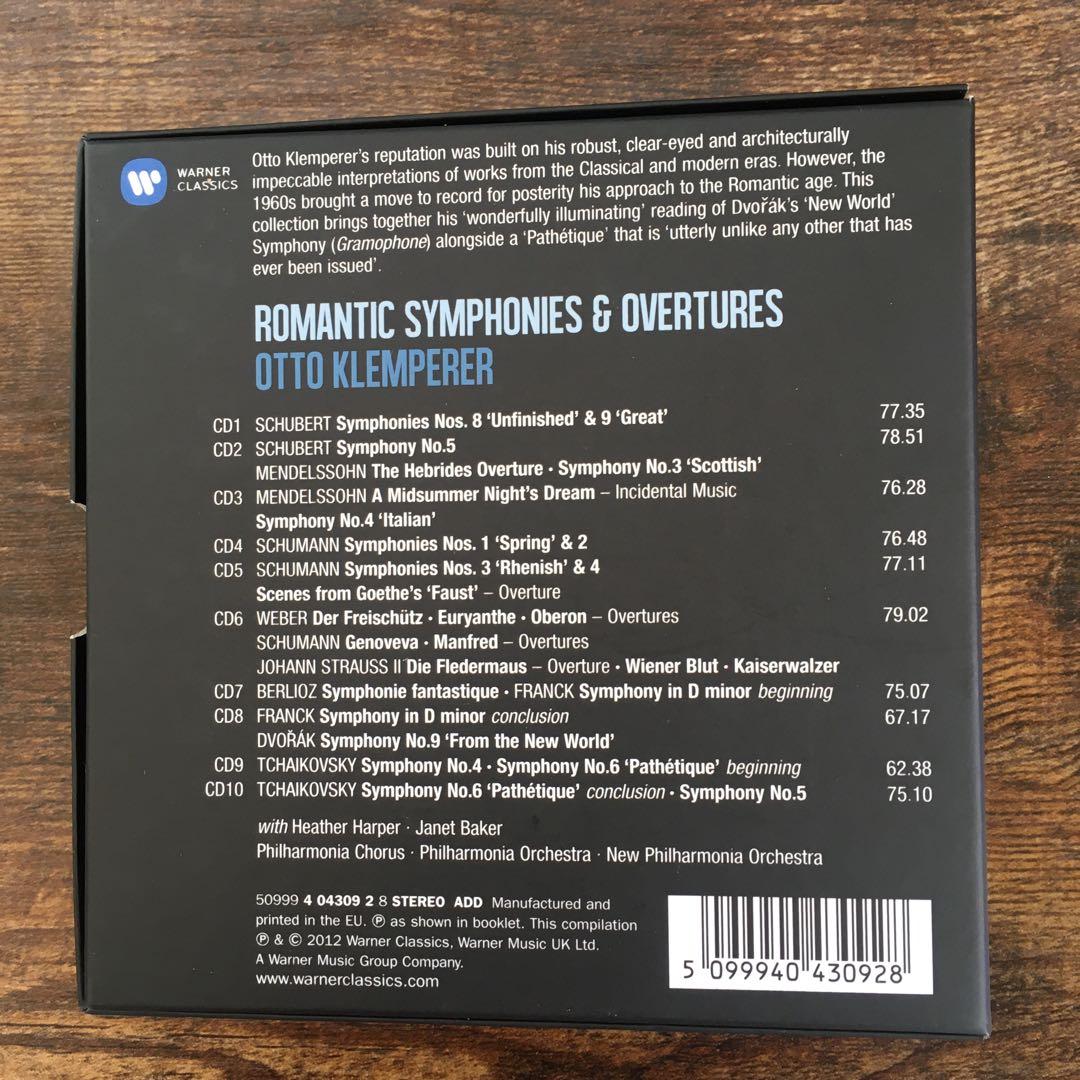 WARNER
CLASSICS
Otto Klemperer's reputation was built on his robust, clear-eyed and architecturally
impeccable interpretations of works from the Classical and modern eras. However, the
1960s brought a move to record for posterity his approach to the Romantic age. This
collection brings together his 'wonderfully illuminating' reading of Dvořák's 'New World'
Symphony (Gramophone) alongside a 'Pathétique' that is 'utterly unlike any other that has
ever been issued'.
ROMANTIC SYMPHONIES & OVERTURES
OTTO KLEMPERER
CD1 SCHUBERT Symphonies Nos. 8 'Unfinished' & 9 'Great' 77.35
CD2 SCHUBERT Symphony No.5 78.51
MENDELSSOHN The Hebrides Overture • Symphony No.3 'Scottish'
CD3 MENDELSSOHN A Midsummer Night's Dream – Incidental Music 76.28
Symphony No.4 'Italian'
CD4 SCHUMANN Symphonies Nos. 1 'Spring' & 2 76.48
CD5 SCHUMANN Symphonies Nos. 3 'Rhenish' & 4 77.11
Scenes from Goethe's 'Faust' – Overture
CD6 WEBER Der Freischütz • Euryanthe • Oberon – Overtures 79.02
SCHUMANN Genoveva • Manfred – Overtures
JOHANN STRAUSS II Die Fledermaus – Overture • Wiener Blut • Kaiserwalzer
CD7 BERLIOZ Symphonie fantastique • FRANCK Symphony in D minor beginning 75.07
CD8 FRANCK Symphony in D minor conclusion 67.17
DVOŘÁK Symphony No.9 'From the New World'
CD9 TCHAIKOVSKY Symphony No.4 • Symphony No.6 'Pathétique' beginning 62.38
CD10 TCHAIKOVSKY Symphony No.6 'Pathétique' conclusion • Symphony No.5 75.10
with Heather Harper · Janet Baker
Philharmonia Chorus · Philharmonia Orchestra · New Philharmonia Orchestra
50999 4 04309 2 8 STEREO ADD Manufactured and
printed in the EU. ℗ as shown in booklet. This compilation
℗ & © 2012 Warner Classics, Warner Music UK Ltd.
A Warner Music Group Company.
www.warnerclassics.com
5 099940 430928